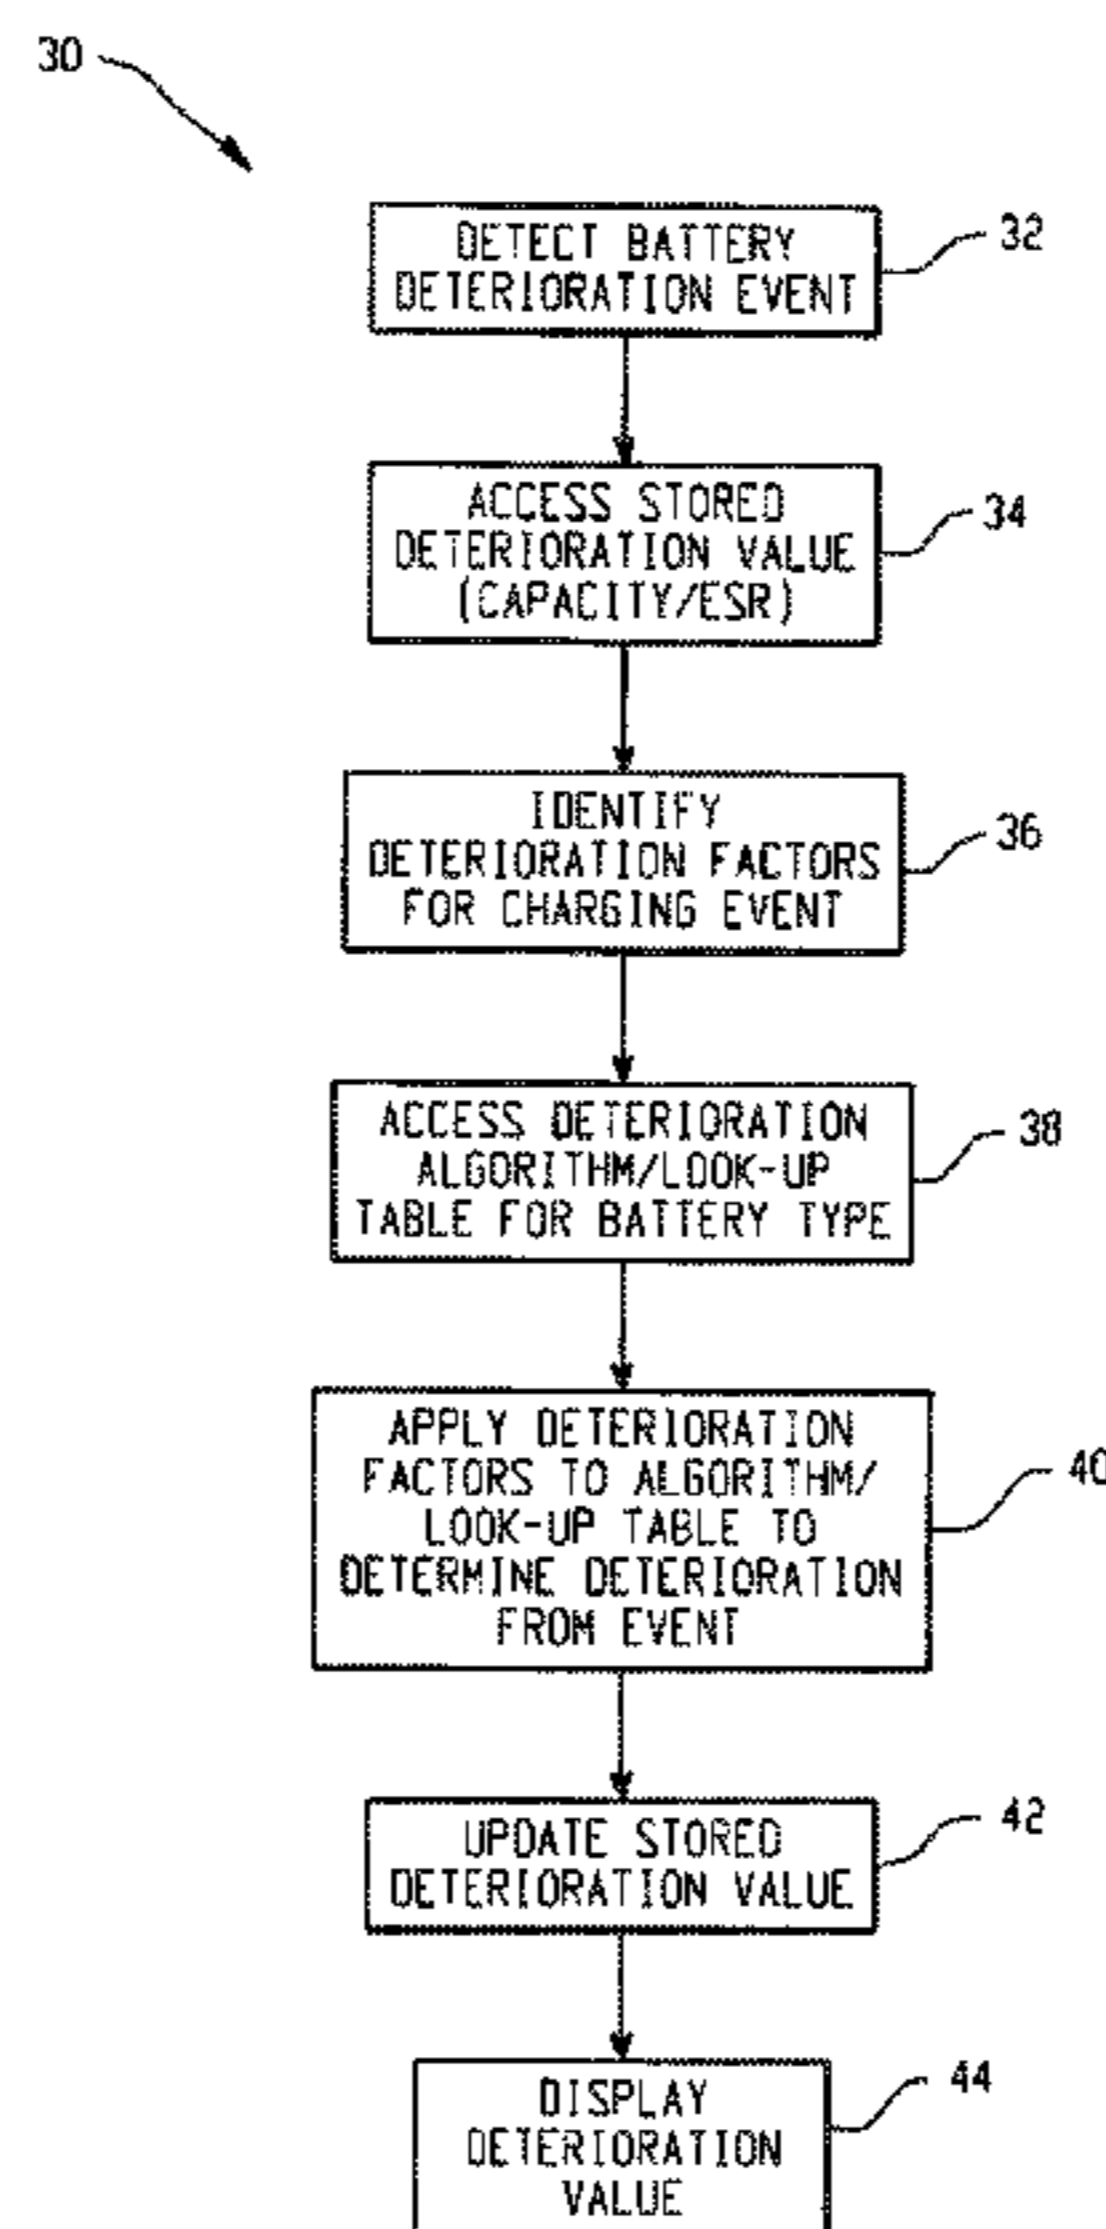 30
DETECT BATTERY
DETERIORATION EVENT
32
ACCESS STORED
DETERIORATION VALUE
(CAPACITY/ESR)
34
IDENTIFY
DETERIORATION FACTORS
FOR CHARGING EVENT
36
ACCESS DETERIORATION
ALGORITHM/LOOK-UP
TABLE FOR BATTERY TYPE
38
APPLY DETERIORATION
FACTORS TO ALGORITHM/
LOOK-UP TABLE TO
DETERMINE DETERIORATION
FROM EVENT
40
UPDATE STORED
DETERIORATION VALUE
42
DISPLAY
DETERIORATION
VALUE
44